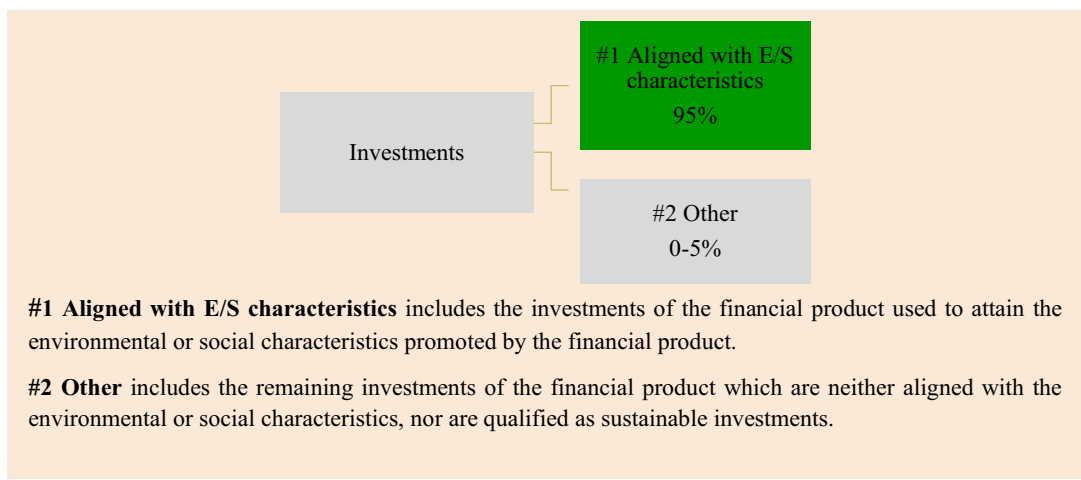 #1 Aligned with E/S
characteristics
95%
Investments
#2 Other
0-5%
#1 Aligned with E/S characteristics includes the investments of the financial product used to attain the
environmental or social characteristics promoted by the financial product.
#2 Other includes the remaining investments of the financial product which are neither aligned with the
environmental or social characteristics, nor are qualified as sustainable investments.